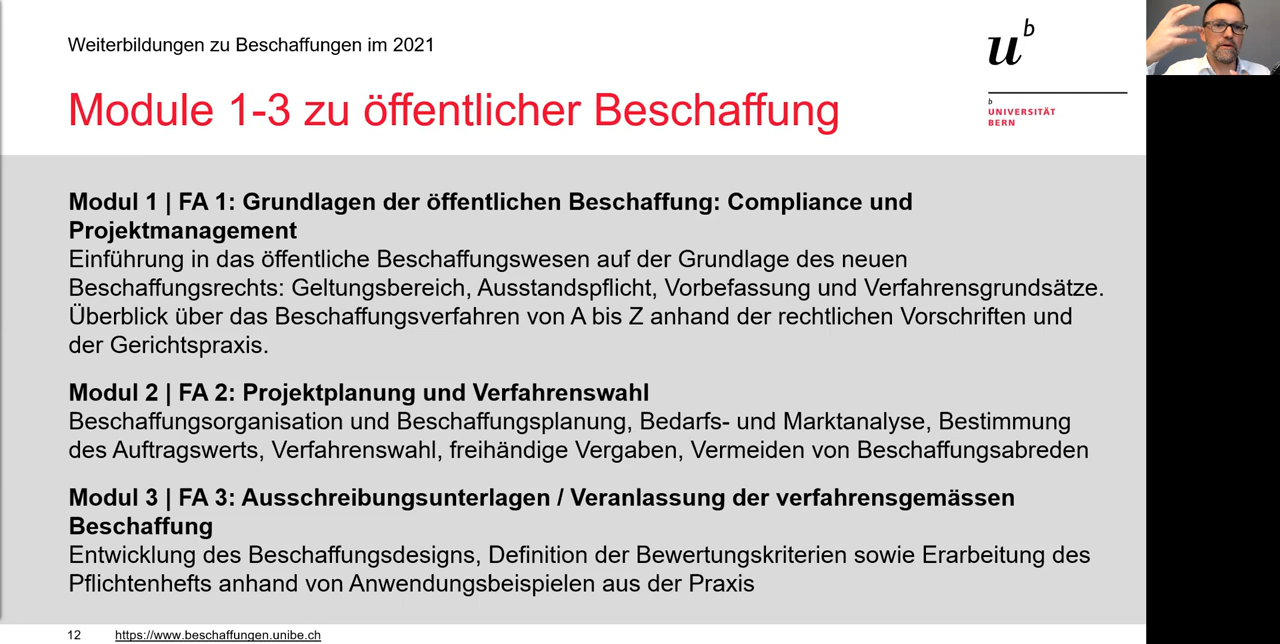 Weiterbildungen zu Beschaffungen im 2021
Module 1-3 zu öffentlicher Beschaffung
u b
b
UNIVERSITÄT
BERN
Modul 1 | FA 1: Grundlagen der öffentlichen Beschaffung: Compliance und
Projektmanagement
Einführung in das öffentliche Beschaffungswesen auf der Grundlage des neuen
Beschaffungsrechts: Geltungsbereich, Ausstandspflicht, Vorbefassung und Verfahrensgrundsätze.
Überblick über das Beschaffungsverfahren von A bis Z anhand der rechtlichen Vorschriften und
der Gerichtspraxis.
Modul 2 | FA 2: Projektplanung und Verfahrenswahl
Beschaffungsorganisation und Beschaffungsplanung, Bedarfs- und Marktanalyse, Bestimmung
des Auftragswerts, Verfahrenswahl, freihändige Vergaben, Vermeiden von Beschaffungsabreden
Modul 3 | FA 3: Ausschreibungsunterlagen / Veranlassung der verfahrensgemässen
Beschaffung
Entwicklung des Beschaffungsdesigns, Definition der Bewertungskriterien sowie Erarbeitung des
Pflichtenhefts anhand von Anwendungsbeispielen aus der Praxis
12 https://www.beschaffungen.unibe.ch